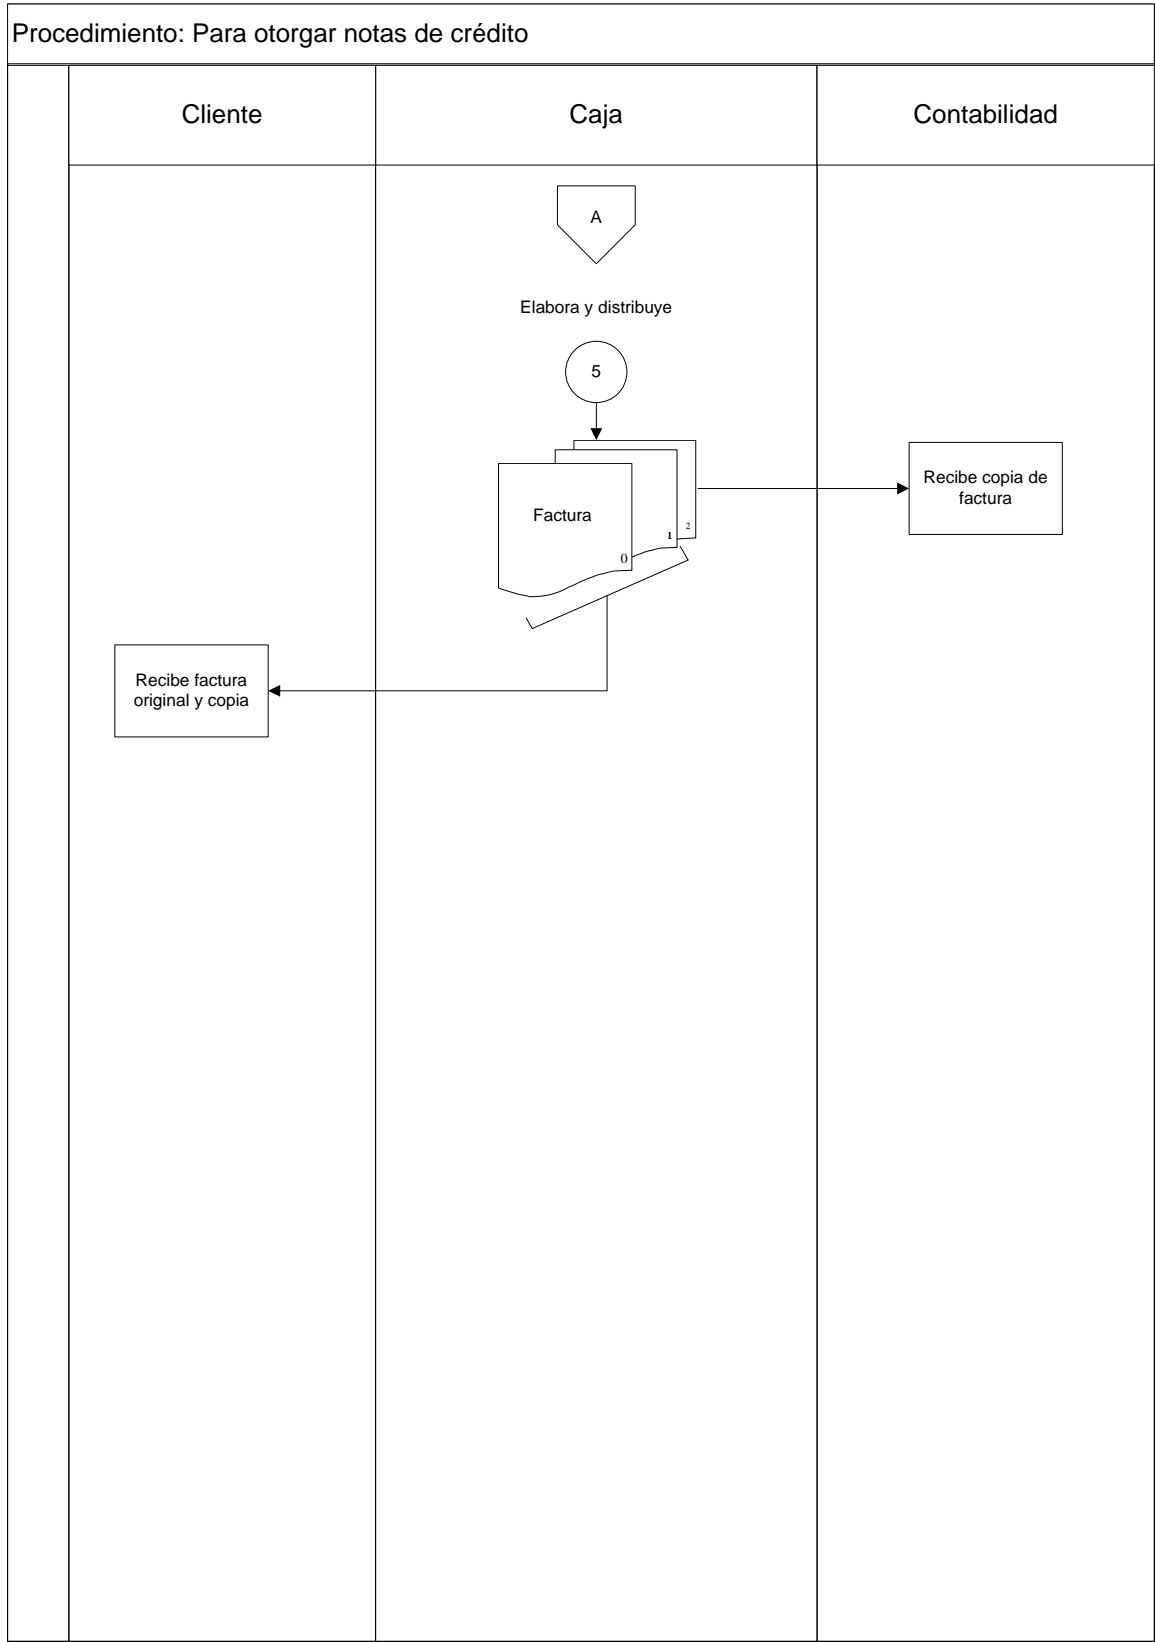 Procedimiento: Para otorgar notas de crédito
Cliente
Caja
Contabilidad
A
Elabora y distribuye
5
Factura
0
1
2
Recibe copia de
factura
Recibe factura
original y copia